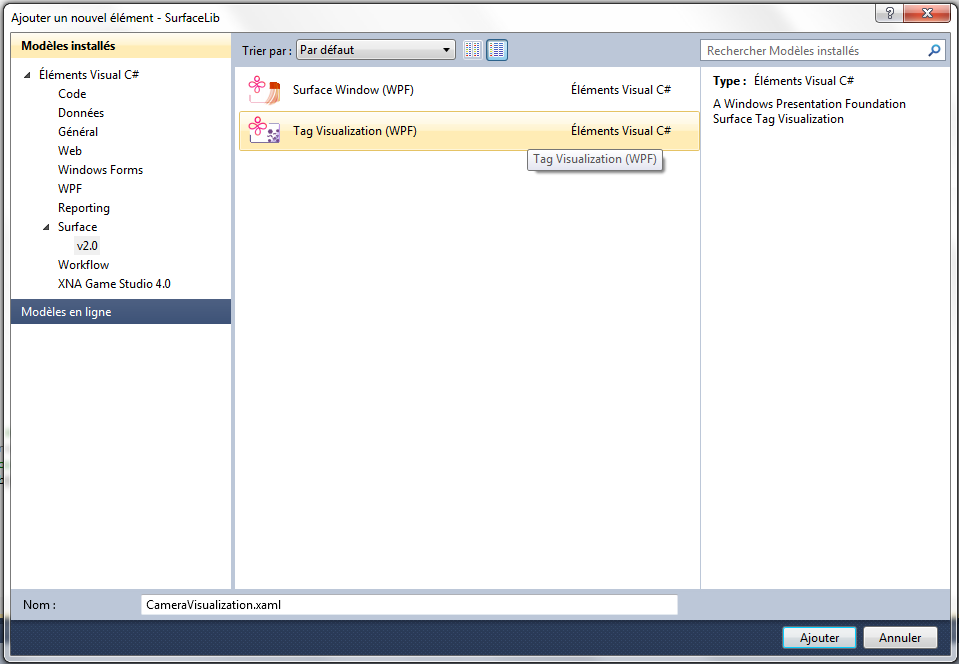 Ajouter un nouvel élément - SurfaceLib
?
Modèles installés
Trier par : Par défaut
Rechercher Modèles installés
Éléments Visual C#
Code
Données
Général
Web
Windows Forms
WPF
Reporting
Surface
v2.0
Workflow
XNA Game Studio 4.0
Modèles en ligne
Surface Window (WPF) Éléments Visual C#
Tag Visualization (WPF) Éléments Visual C#
Tag Visualization (WPF)
Type : Éléments Visual C#
A Windows Presentation Foundation
Surface Tag Visualization
Nom : CameraVisualization.xaml
Ajouter Annuler